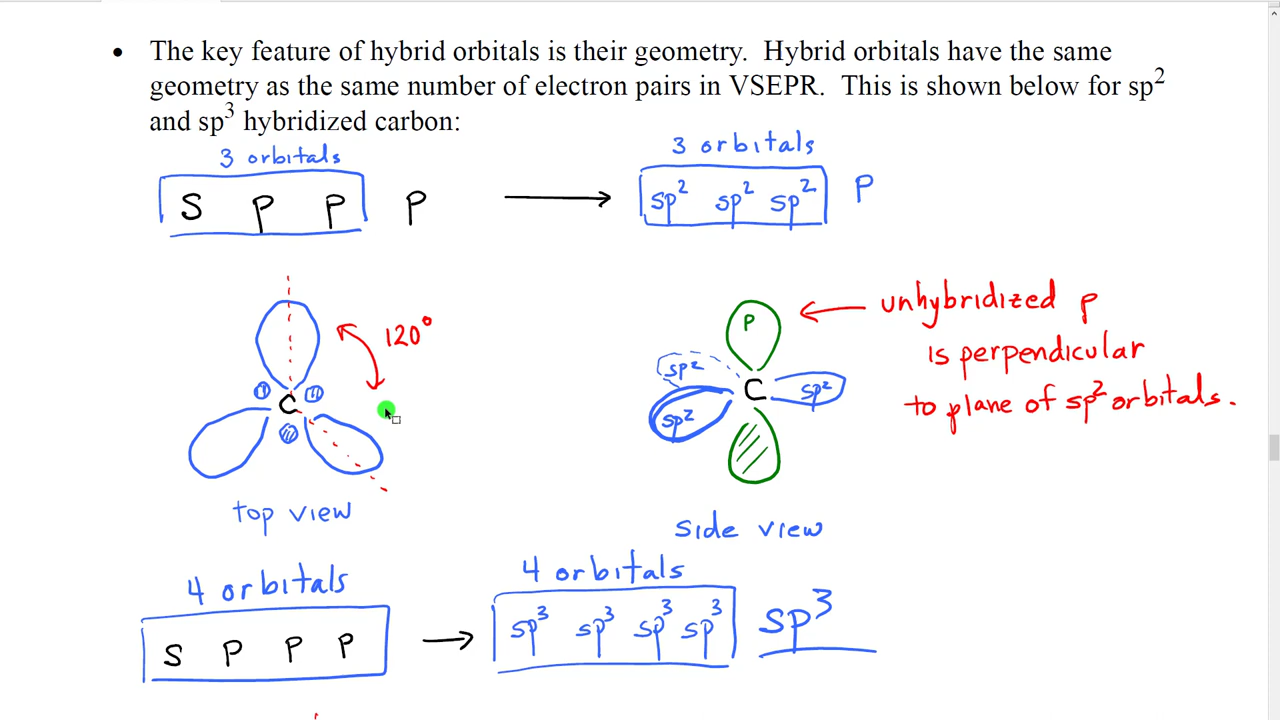 • The key feature of hybrid orbitals is their geometry. Hybrid orbitals have the same
geometry as the same number of electron pairs in VSEPR. This is shown below for sp²
and sp³ hybridized carbon:
3 orbitals
3 orbitals
S P P P
sp² sp² sp² P
120°
(I) (II)
C
(III)
top view
P
sp²
C
sp²
sp²
unhybridized p
is perpendicular
to plane of sp² orbitals.
side view
4 orbitals
4 orbitals
S P P P
sp³ sp³ sp³ sp³
sp³